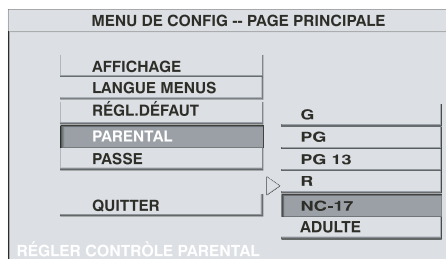 MENU DE CONFIG -- PAGE PRINCIPALE
AFFICHAGE
LANGUE MENUS
RÉGL.DÉFAUT
PARENTAL
PASSE
QUITTER
G
PG
PG 13
R
NC-17
ADULTE
RÉGLER CONTRÔLE PARENTAL